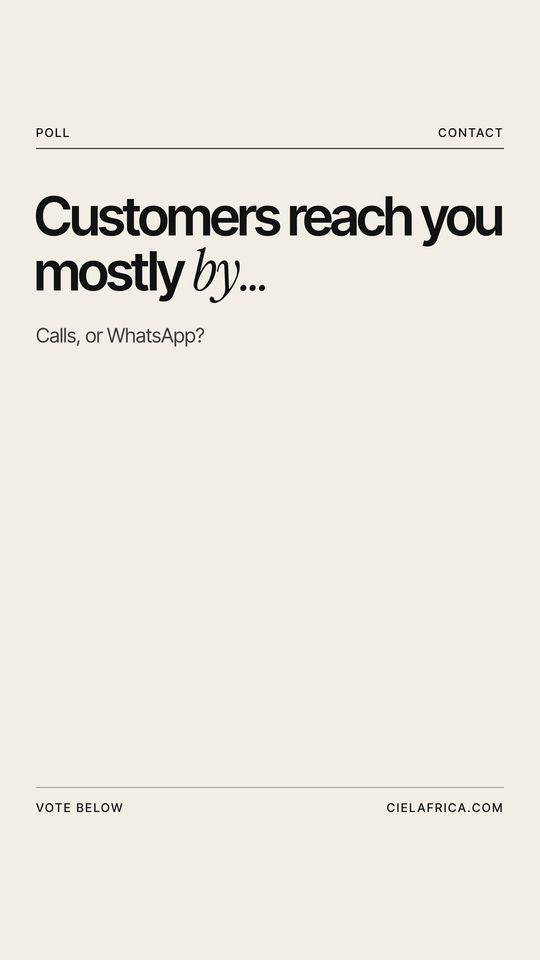 POLL
CONTACT
Customers reach you
mostly by...
Calls, or WhatsApp?
VOTE BELOW
CIELAFRICA.COM